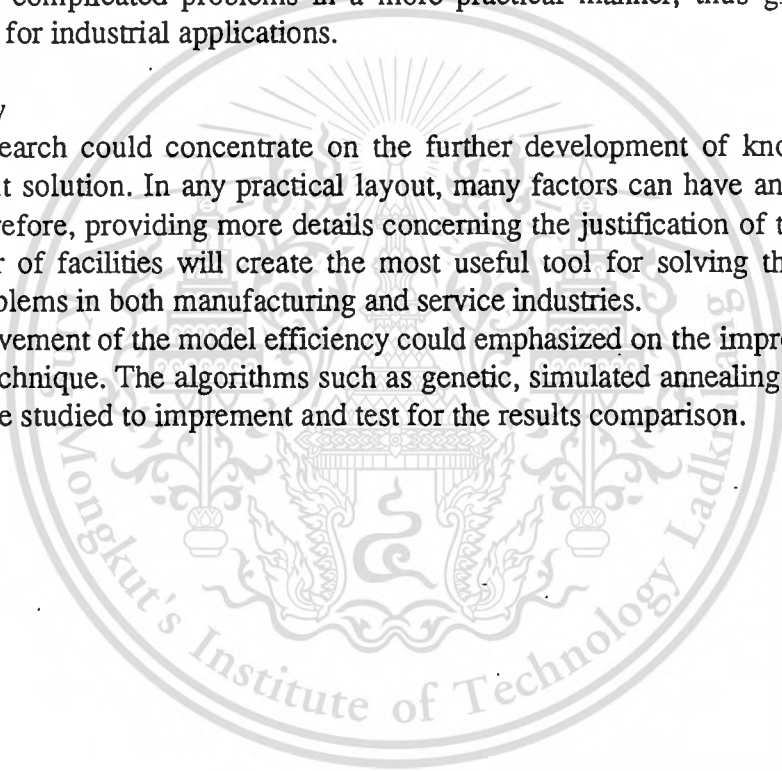 complicated problems in a more practical manner, thus
for industrial applications.
y
earch could concentrate on the further development of kno
t solution. In any practical layout, many factors can have an
refore, providing more details concerning the justification of t
r of facilities will create the most useful tool for solving th
blems in both manufacturing and service industries.
vement of the model efficiency could emphasized on the impro
echnique. The algorithms such as genetic, simulated annealing
e studied to imprement and test for the results comparison.
Mongkut's Institute of Technology Ladkrabang